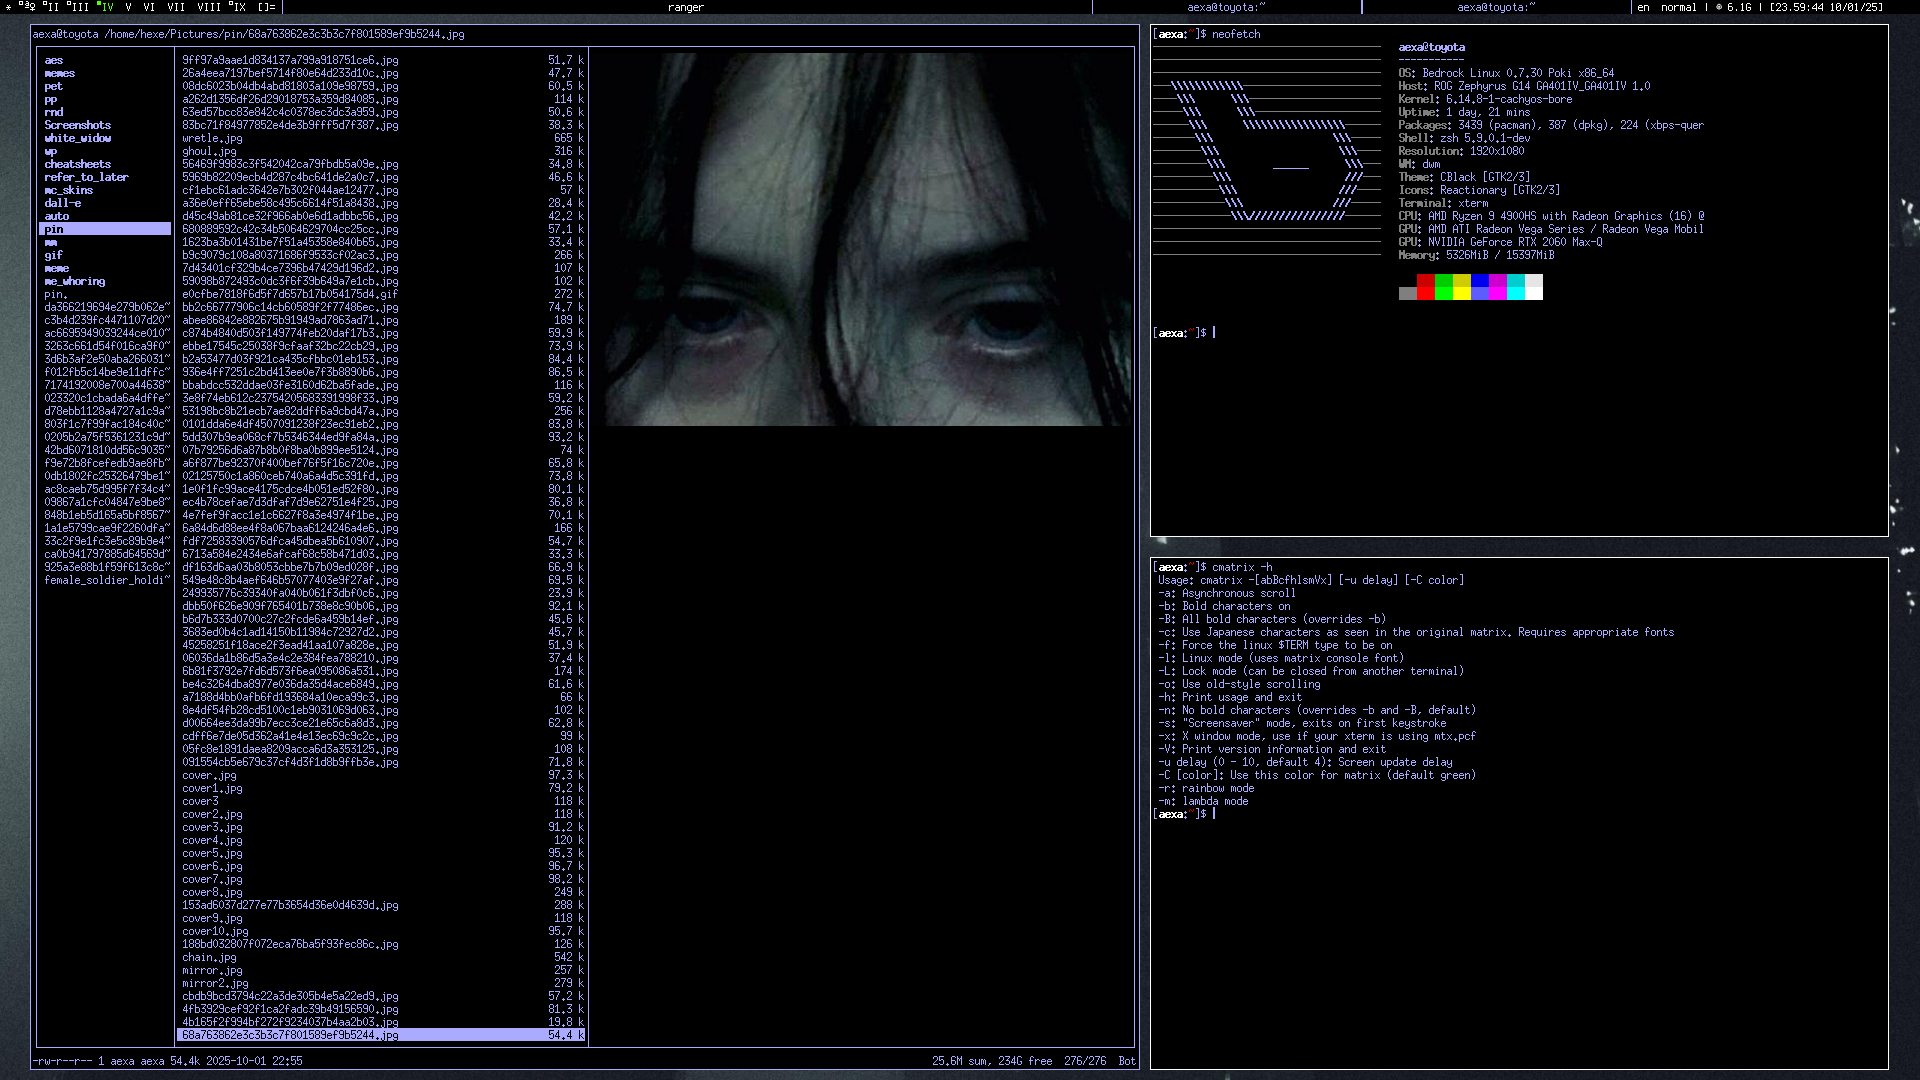 * ª♀ II III IV V VI VII VIII IX []= ranger aexa@toyota:~ aexa@toyota:~ en normal | 6.1G | [23.59:44 10/01/25]
aexa@toyota /home/hexe/Pictures/pin/68a763862e3c3b3c7f801589ef9b5244.jpg
aes
memes
pet
pp
rnd
Screenshots
white_widow
wp
cheatsheets
refer_to_later
mc_skins
dall-e
auto
pin
mm
gif
meme
me_whoring
pin.
da366219694e279b062e~
c3b4d239fc4471107d20~
ac6695949039244ce010~
3263c661d54f016ca9f0~
3d6b3af2e50aba266031~
f012fb5c14be9e11dffc~
7174192008e700a44638~
023320c1cbada6a4dffe~
d78ebb1128a4727a1c9a~
803f1c7f99fac184c40c~
0205b2a75f5361231c9d~
42bd6071810dd56c9035~
f9e72b8fcefedb9ae8fb~
0db1802fc25326479be1~
ac8caeb75d995f7f34c4~
09867a1cfc04847e9be8~
848b1eb5d165a5bf8567~
1a1e5799cae9f2260dfa~
33c2f9e1fc3e5c89b9e4~
ca0b941797885d64569d~
925a3e88b1f59f613c8c~
female_soldier_holdi~
9ff97a9aae1d834137a799a918751ce6.jpg 51.7 k
26a4eea7197bef5714f80e64d233d10c.jpg 47.7 k
08dc6023b04db4abd81803a109e98759.jpg 60.5 k
a262d1356df26d29018753a359d84085.jpg 114 k
63ed57bcc83e842c4c0378ec3dc3a959.jpg 50.6 k
83bc71f84977852e4de3b9fff5d7f387.jpg 38.3 k
wretle.jpg 665 k
ghoul.jpg 316 k
56469f9983c3f542042ca79fbdb5a09e.jpg 34.8 k
5969b82209ecb4d287c4bc641de2a0c7.jpg 46.6 k
cf1ebc61adc3642e7b302f044ae12477.jpg 57 k
a36e0eff65ebe58c495c6614f51a8438.jpg 28.4 k
d45c49ab81ce32f966ab0e6d1adbbc56.jpg 42.2 k
680889592c42c34b5064629704cc25cc.jpg 57.1 k
1623ba3b01431be7f51a45358e840b65.jpg 33.4 k
b9c9079c108a80371686f9533cf02ac3.jpg 266 k
7d43401cf329b4ce7396b47429d196d2.jpg 107 k
59098b872493c0dc3f6f39b649a7e1cb.jpg 102 k
e0cfbe7818f6d5f7d657b17b054175d4.gif 272 k
bb2c66777906c14cb60589f2f77486ec.jpg 74.7 k
abee86842e882675b91949ad7863ad71.jpg 189 k
c874b4840d503f149774feb20daf17b3.jpg 59.9 k
ebbe17545c25038f9cfaaf32bc22cb29.jpg 73.9 k
b2a53477d03f921ca435cfbbc01eb153.jpg 84.4 k
936e4ff7251c2bd413ee0e7f3b8890b6.jpg 86.5 k
bbabdcc532ddae03fe3160d62ba5fade.jpg 116 k
3e8f74eb612c2375420568339199​8f33.jpg 59.2 k
53198bc8b21ecb7ae82ddff6a9cbd47a.jpg 256 k
0101dda6e4df4507091238f23ec91eb2.jpg 83.8 k
5dd307b9ea068cf7b5346344ed9fa84a.jpg 93.2 k
07b79256d6a87b8b0f8ba0b899ee5124.jpg 74 k
a6f877be92370f400bef76f5f16c720e.jpg 65.8 k
02125750c1a860ceb740a6a4d5c391fd.jpg 73.8 k
1e0f1fc99ace4175cdce4b051ed52f80.jpg 80.1 k
ec4b78cefae7d3dfaf7d9e62751e4f25.jpg 36.8 k
4e7fef9facc1e1c6627f8a3e4974f1be.jpg 70.1 k
6a84d6d88ee4f8a067baa6124246a4e6.jpg 166 k
fdf72583390576dfca45dbea5b610907.jpg 54.7 k
6713a584e2434e6afcaf68c58b471d03.jpg 33.3 k
df163d6aa03b8053cbbe7b7b09ed028f.jpg 66.9 k
549e48c8b4aef646b57077403e9f27af.jpg 69.5 k
249935776c39340fa040b061f3dbf0c6.jpg 23.9 k
dbb50f626e909f765401b738e8c90b06.jpg 92.1 k
b6d7b333d0700c27c2fcde6a459b14ef.jpg 45.6 k
3683ed0b4c1ad14150b11984c72927d2.jpg 45.7 k
45258251f18ace2f3ead41aa107a828e.jpg 51.9 k
06036da1b86d5a3e4c2e384fea788210.jpg 37.4 k
6b81f3792e7fd6d573f6ea095086a531.jpg 174 k
be4c3264dba8977e036da35d4ace6849.jpg 61.6 k
a7188d4bb0afb6fd193684a10eca99c3.jpg 66 k
8e4df54fb28cd5100c1eb9031069d063.jpg 102 k
d00664ee3da99b7ecc3ce21e65c6a8d3.jpg 62.8 k
cdff6e7de05d362a41e4e13ec69c9c2c.jpg 99 k
05fc8e1891daea8209acca6d3a353125.jpg 108 k
091554cb5e679c37cf4d3f1d8b9ffb3e.jpg 71.8 k
cover.jpg 97.3 k
cover1.jpg 79.2 k
cover3 118 k
cover2.jpg 118 k
cover3.jpg 91.2 k
cover4.jpg 120 k
cover5.jpg 95.3 k
cover6.jpg 96.7 k
cover7.jpg 98.2 k
cover8.jpg 249 k
153ad6037d277e77b3654d36e0d4639d.jpg 288 k
cover9.jpg 118 k
cover10.jpg 95.7 k
188bd032807f072eca76ba5f93fec86c.jpg 126 k
chain.jpg 542 k
mirror.jpg 257 k
mirror2.jpg 279 k
cbdb9bcd3794c22a3de305b4e5a22ed9.jpg 57.2 k
4fb3929cef92f1ca2fadc39b49156590.jpg 81.3 k
4b165f2f994bf272f9234037b4aa2b03.jpg 19.8 k
68a763862e3c3b3c7f801589ef9b5244.jpg 54.4 k
-rw-r--r-- 1 aexa aexa 54.4k 2025-10-01 22:55 25.6M sum, 234G free 276/276 Bot
[aexa:~]$ neofetch
aexa@toyota
-----------
OS: Bedrock Linux 0.7.30 Poki x86_64
Host: ROG Zephyrus G14 GA401IV_GA401IV 1.0
Kernel: 6.14.8-1-cachyos-bore
Uptime: 1 day, 21 mins
Packages: 3439 (pacman), 387 (dpkg), 224 (xbps-quer
Shell: zsh 5.9.0.1-dev
Resolution: 1920x1080
WM: dwm
Theme: CBlack [GTK2/3]
Icons: Reactionary [GTK2/3]
Terminal: xterm
CPU: AMD Ryzen 9 4900HS with Radeon Graphics (16) @
GPU: AMD ATI Radeon Vega Series / Radeon Vega Mobil
GPU: NVIDIA GeForce RTX 2060 Max-Q
Memory: 5326MiB / 15397MiB
[aexa:~]$
[aexa:~]$ cmatrix -h
Usage: cmatrix -[abBcfhlsmVx] [-u delay] [-C color]
-a: Asynchronous scroll
-b: Bold characters on
-B: All bold characters (overrides -b)
-c: Use Japanese characters as seen in the original matrix. Requires appropriate fonts
-f: Force the linux $TERM type to be on
-l: Linux mode (uses matrix console font)
-L: Lock mode (can be closed from another terminal)
-o: Use old-style scrolling
-h: Print usage and exit
-n: No bold characters (overrides -b and -B, default)
-s: "Screensaver" mode, exits on first keystroke
-x: X window mode, use if your xterm is using mtx.pcf
-V: Print version information and exit
-u delay (0 - 10, default 4): Screen update delay
-C [color]: Use this color for matrix (default green)
-r: rainbow mode
-m: lambda mode
[aexa:~]$